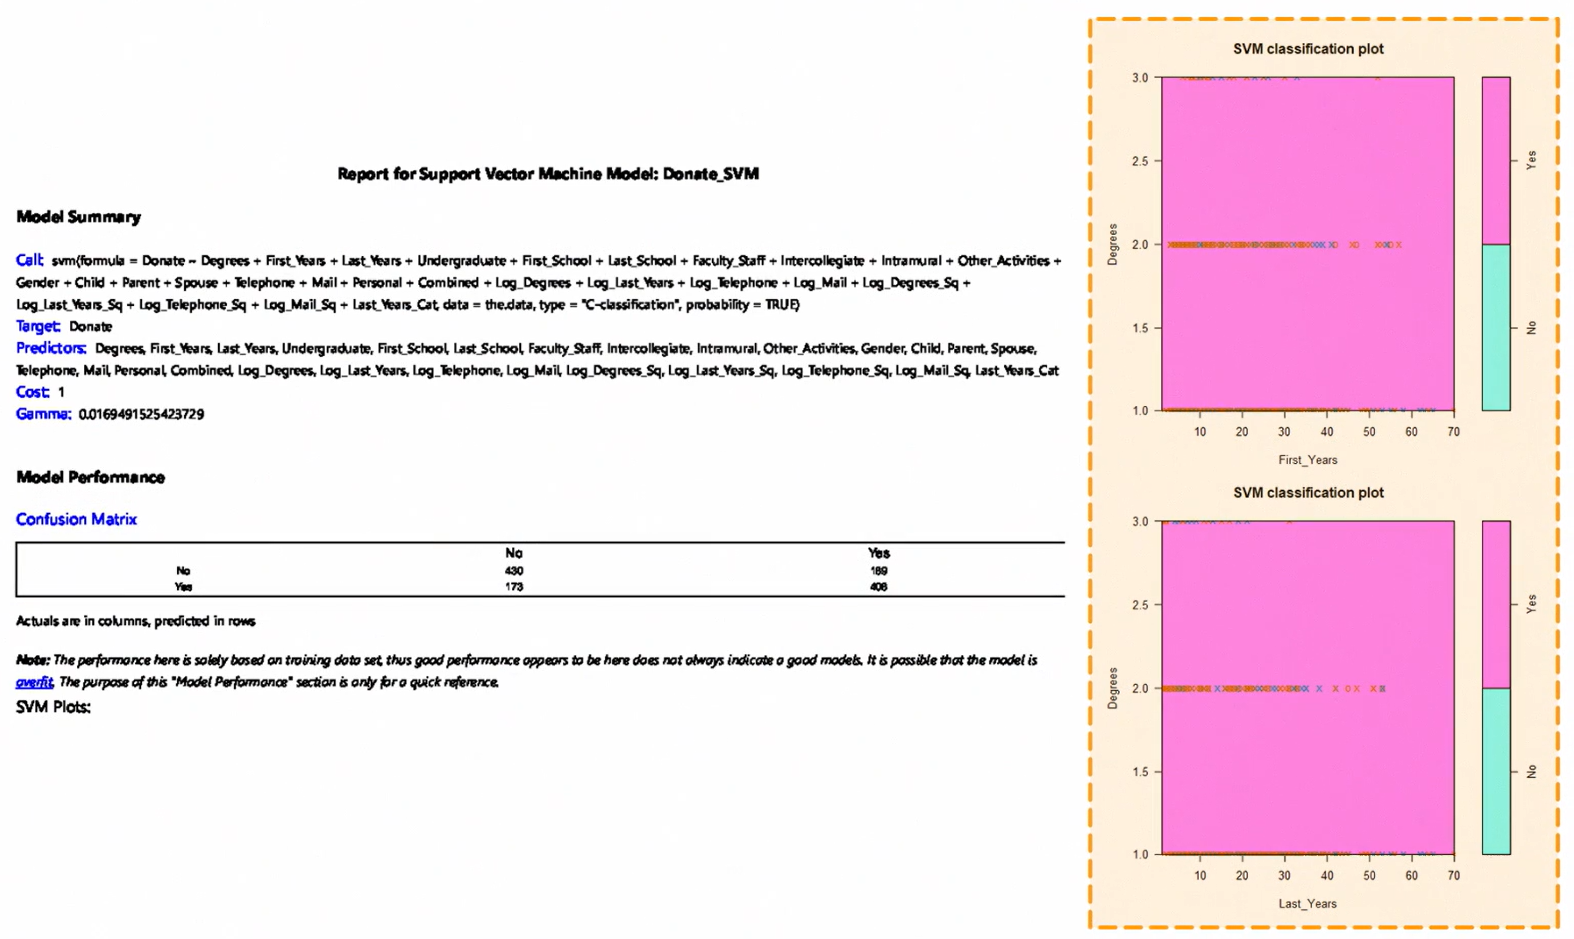 Report for Support Vector Machine Model: Donate_SVM
Model Summary
Call: svm(formula = Donate ~ Degrees + First_Years + Last_Years + Undergraduate + First_School + Last_School + Faculty_Staff + Intercollegiate + Intramural + Other_Activities +
Gender + Child + Parent + Spouse + Telephone + Mail + Personal + Combined + Log_Degrees + Log_Last_Years + Log_Telephone + Log_Mail + Log_Degrees_Sq +
Log_Last_Years_Sq + Log_Telephone_Sq + Log_Mail_Sq + Last_Years_Cat, data = the.data, type = "C-classification", probability = TRUE)
Target: Donate
Predictors: Degrees, First_Years, Last_Years, Undergraduate, First_School, Last_School, Faculty_Staff, Intercollegiate, Intramural, Other_Activities, Gender, Child, Parent, Spouse,
Telephone, Mail, Personal, Combined, Log_Degrees, Log_Last_Years, Log_Telephone, Log_Mail, Log_Degrees_Sq, Log_Last_Years_Sq, Log_Telephone_Sq, Log_Mail_Sq, Last_Years_Cat
Cost: 1
Gamma: 0.0169491525423729
Model Performance
Confusion Matrix
No Yes
No 430 189
Yes 173 408
Actuals are in columns, predicted in rows
Note: The performance here is solely based on training data set, thus good performance appears to be here does not always indicate a good models. It is possible that the model is
overfit. The purpose of this "Model Performance" section is only for a quick reference.
SVM Plots:
SVM classification plot
3.0
2.5
2.0
1.5
1.0
Degrees
10 20 30 40 50 60 70
First_Years
Yes
No
SVM classification plot
3.0
2.5
2.0
1.5
1.0
Degrees
10 20 30 40 50 60 70
Last_Years
Yes
No